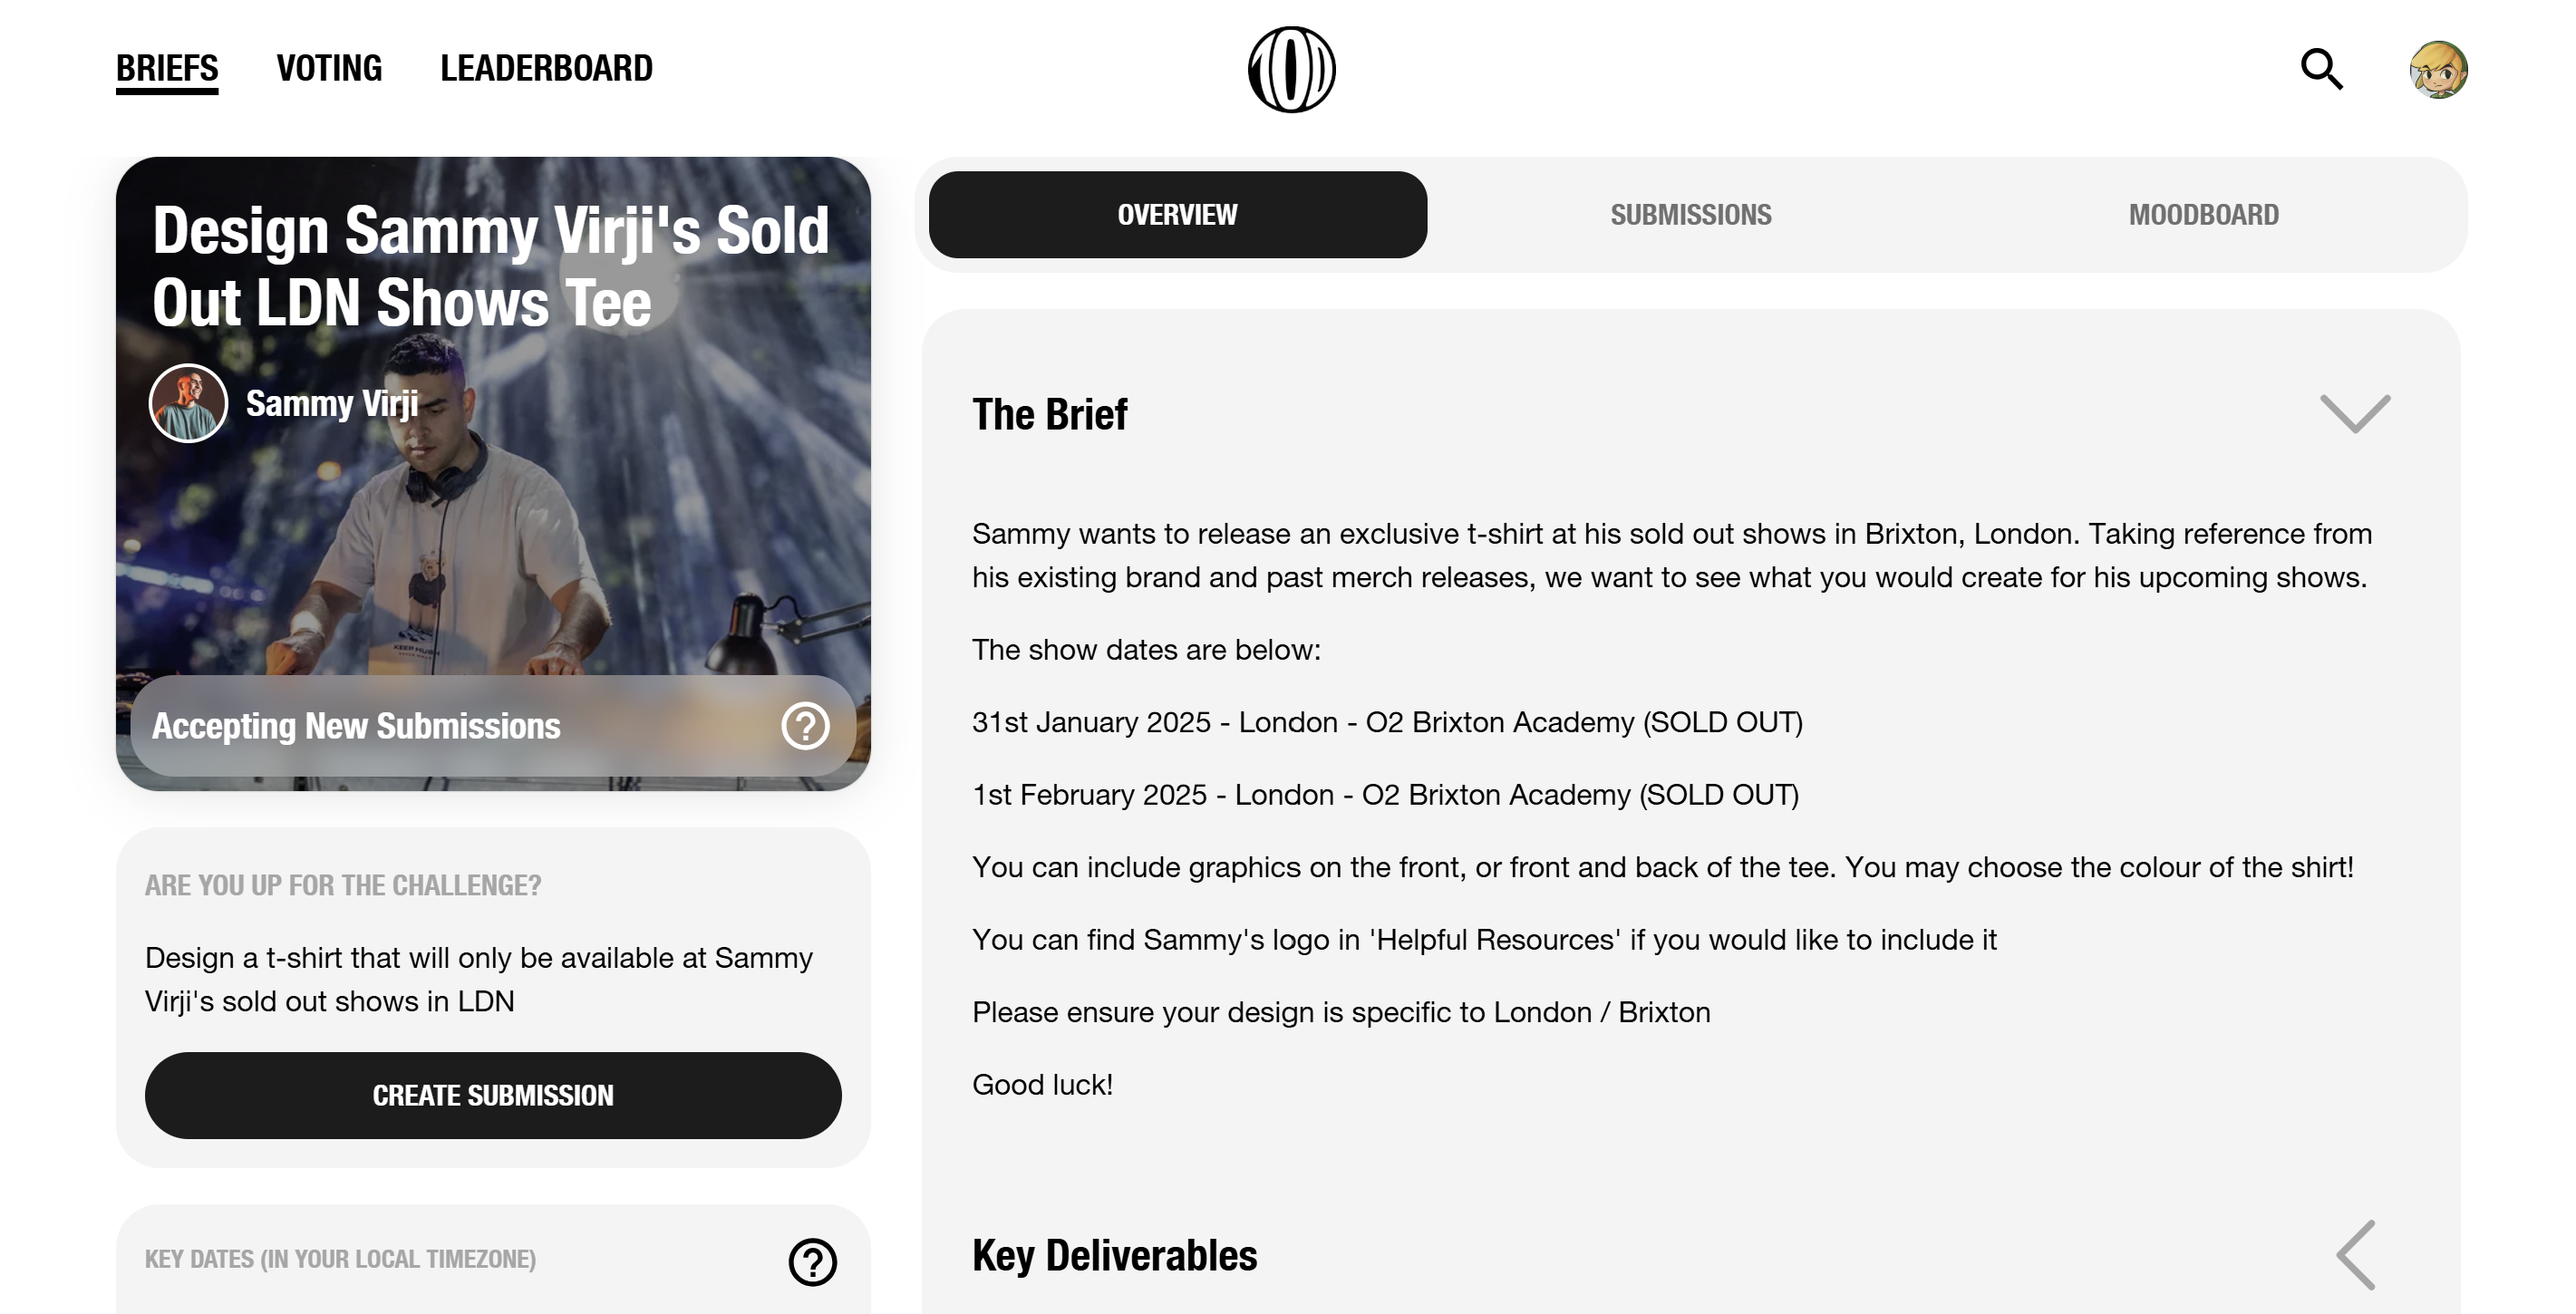 BRIEFS
VOTING
LEADERBOARD
Design Sammy Virji's Sold
Out LDN Shows Tee
Sammy Virji
KEEP HUSH
Accepting New Submissions
ARE YOU UP FOR THE CHALLENGE?
Design a t-shirt that will only be available at Sammy
Virji's sold out shows in LDN
CREATE SUBMISSION
KEY DATES (IN YOUR LOCAL TIMEZONE)
OVERVIEW
SUBMISSIONS
MOODBOARD
The Brief
Sammy wants to release an exclusive t-shirt at his sold out shows in Brixton, London. Taking reference from
his existing brand and past merch releases, we want to see what you would create for his upcoming shows.
The show dates are below:
31st January 2025 - London - O2 Brixton Academy (SOLD OUT)
1st February 2025 - London - O2 Brixton Academy (SOLD OUT)
You can include graphics on the front, or front and back of the tee. You may choose the colour of the shirt!
You can find Sammy's logo in 'Helpful Resources' if you would like to include it
Please ensure your design is specific to London / Brixton
Good luck!
Key Deliverables